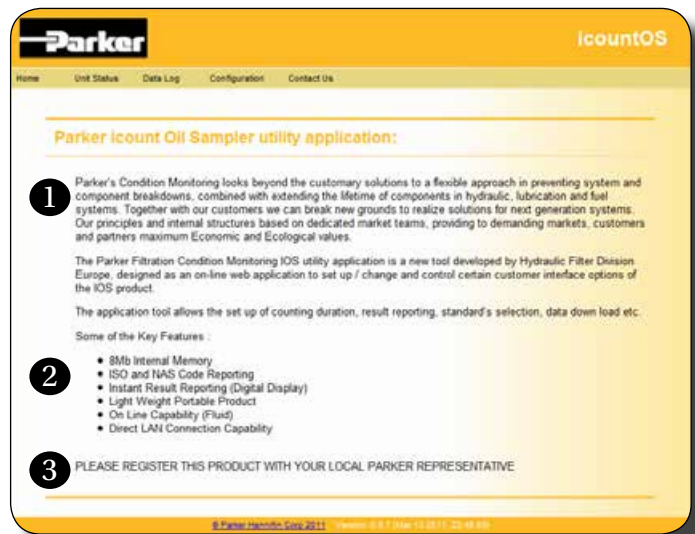 Parker
icountOS
Home Unit Status Data Log Configuration Contact Us
Parker icount Oil Sampler utility application:
1
Parker's Condition Monitoring looks beyond the customary solutions to a flexible approach in preventing system and
component breakdowns, combined with extending the lifetime of components in hydraulic, lubrication and fuel
systems. Together with our customers we can break new grounds to realize solutions for next generation systems.
Our principles and internal structures based on dedicated market teams, providing to demanding markets, customers
and partners maximum Economic and Ecological values.
The Parker Filtration Condition Monitoring IOS utility application is a new tool developed by Hydraulic Filter Division
Europe, designed as an on-line web application to set up / change and control certain customer interface options of
the IOS product.
The application tool allows the set up of counting duration, result reporting, standard's selection, data down load etc.
Some of the Key Features :
2
• 8Mb Internal Memory
• ISO and NAS Code Reporting
• Instant Result Reporting (Digital Display)
• Light Weight Portable Product
• On Line Capability (Fluid)
• Direct LAN Connection Capability
3
PLEASE REGISTER THIS PRODUCT WITH YOUR LOCAL PARKER REPRESENTATIVE
© Parker Hannifin Corp 2011 Version